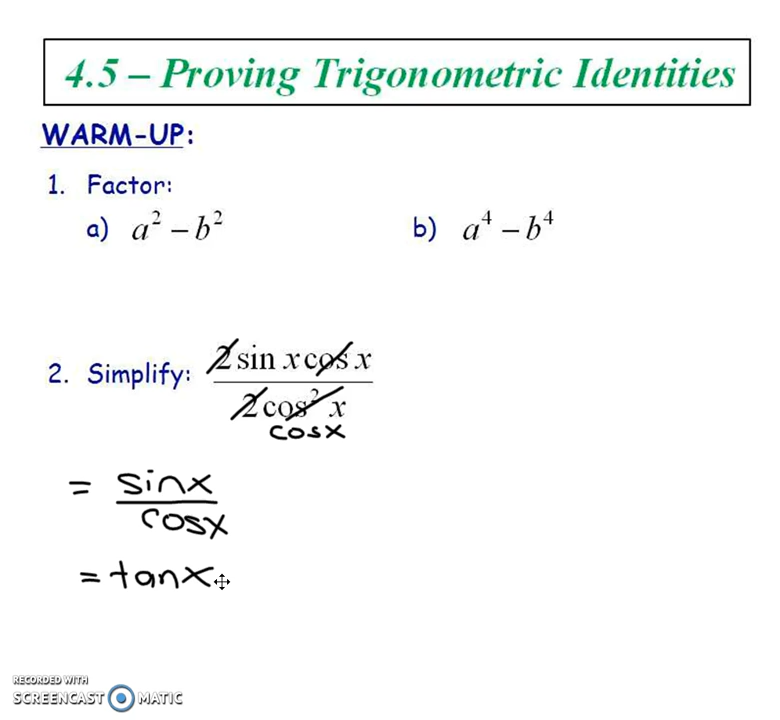 4.5 – Proving Trigonometric Identities
WARM-UP:
1. Factor:
a) a² – b² b) a⁴ – b⁴
2 sin x cos x
2. Simplify:
2 cos² x
cosx
= sinx
cosx
= tanx
RECORDED WITH
SCREENCAST MATIC